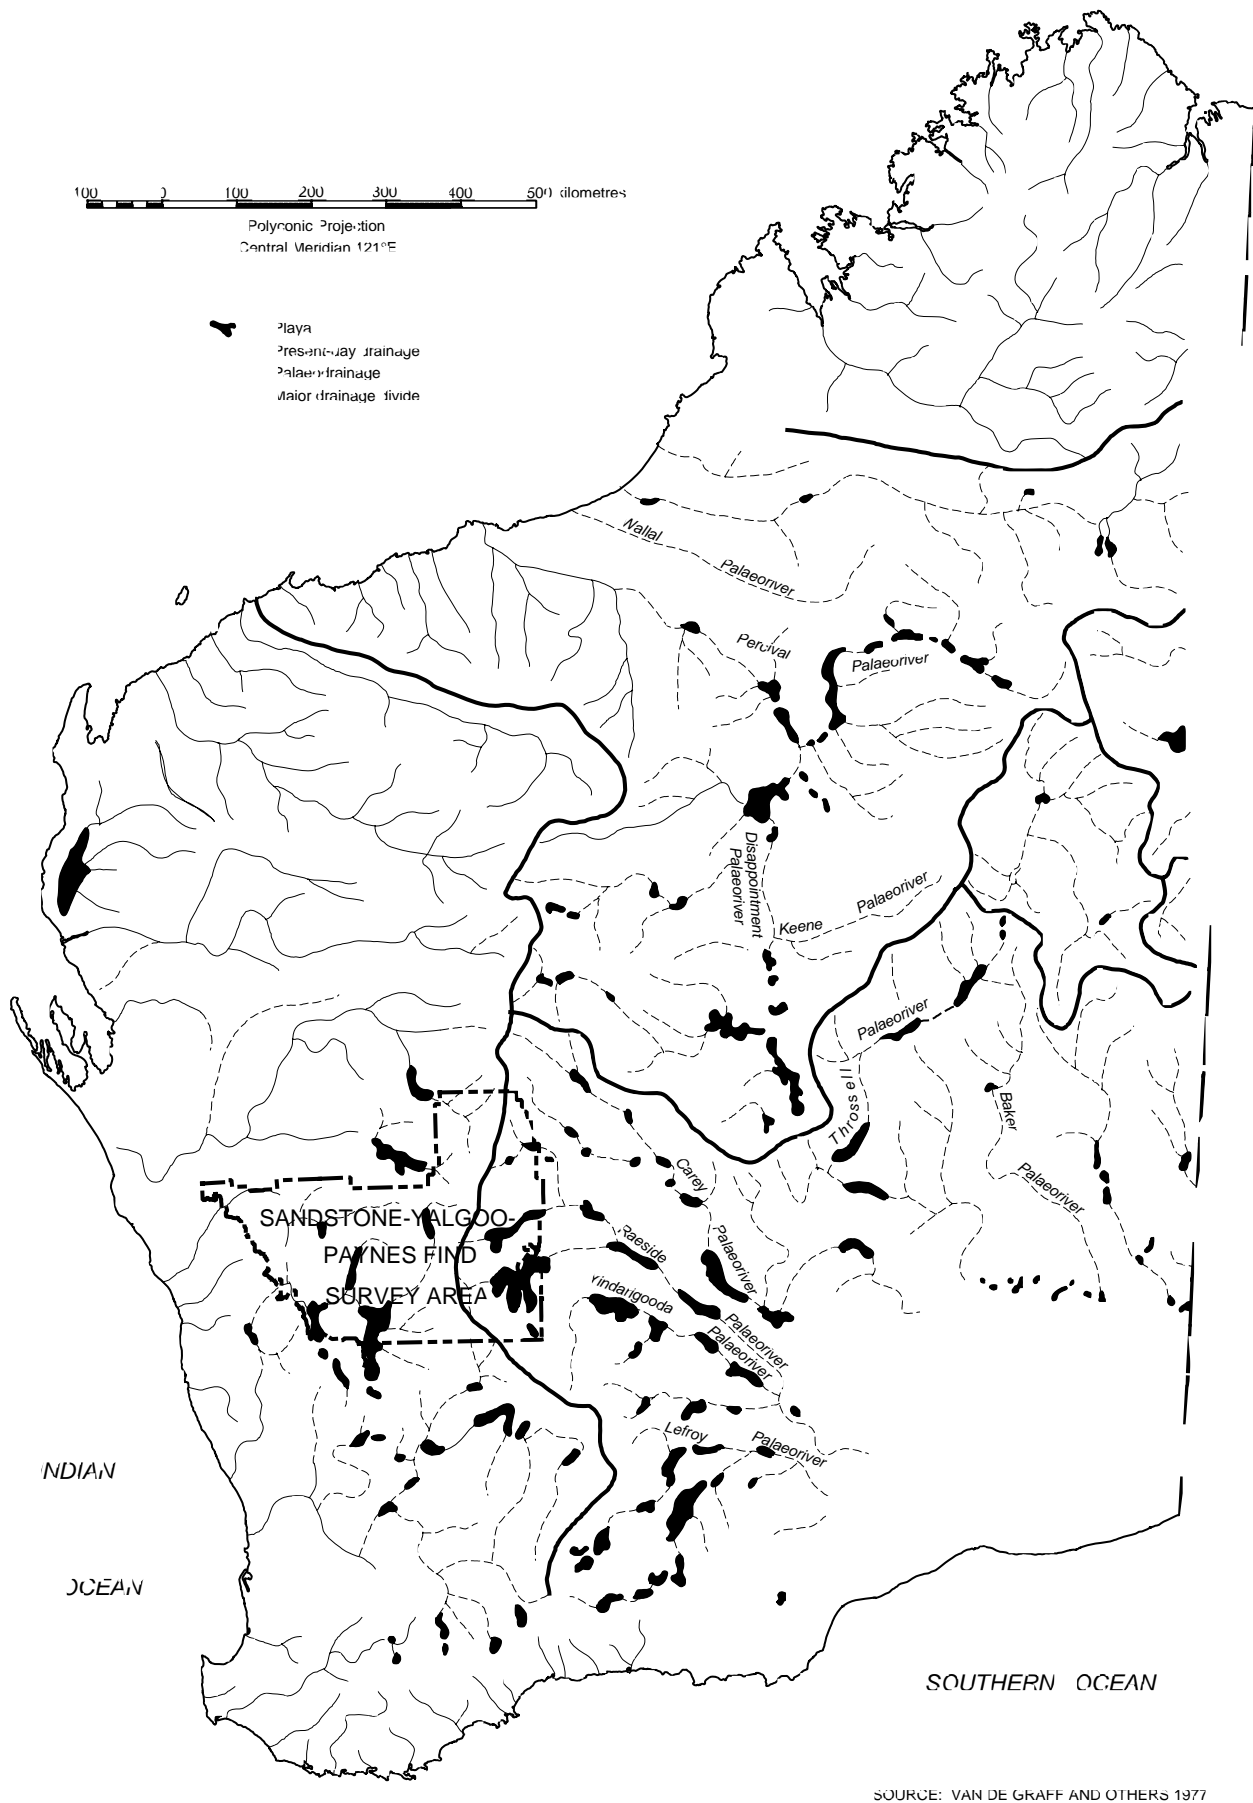 100 0 100 200 300 400 500 kilometres
Polyconic Projection
Central Meridian 121°E
Playa
Present-day drainage
Palaeodrainage
Major drainage divide
Wallal
Palaeoriver
Percival
Palaeoriver
Disappointment
Palaeoriver
Keene
Palaeoriver
Palaeoriver
Throssell
Baker
Palaeoriver
Carey
Palaeoriver
Raeside
Palaeoriver
Yindarlgooda
Palaeoriver
Lefroy
Palaeoriver
SANDSTONE-YALGOO-
PAYNES FIND
SURVEY AREA
INDIAN
OCEAN
SOUTHERN OCEAN
SOURCE: VAN DE GRAFF AND OTHERS 1977